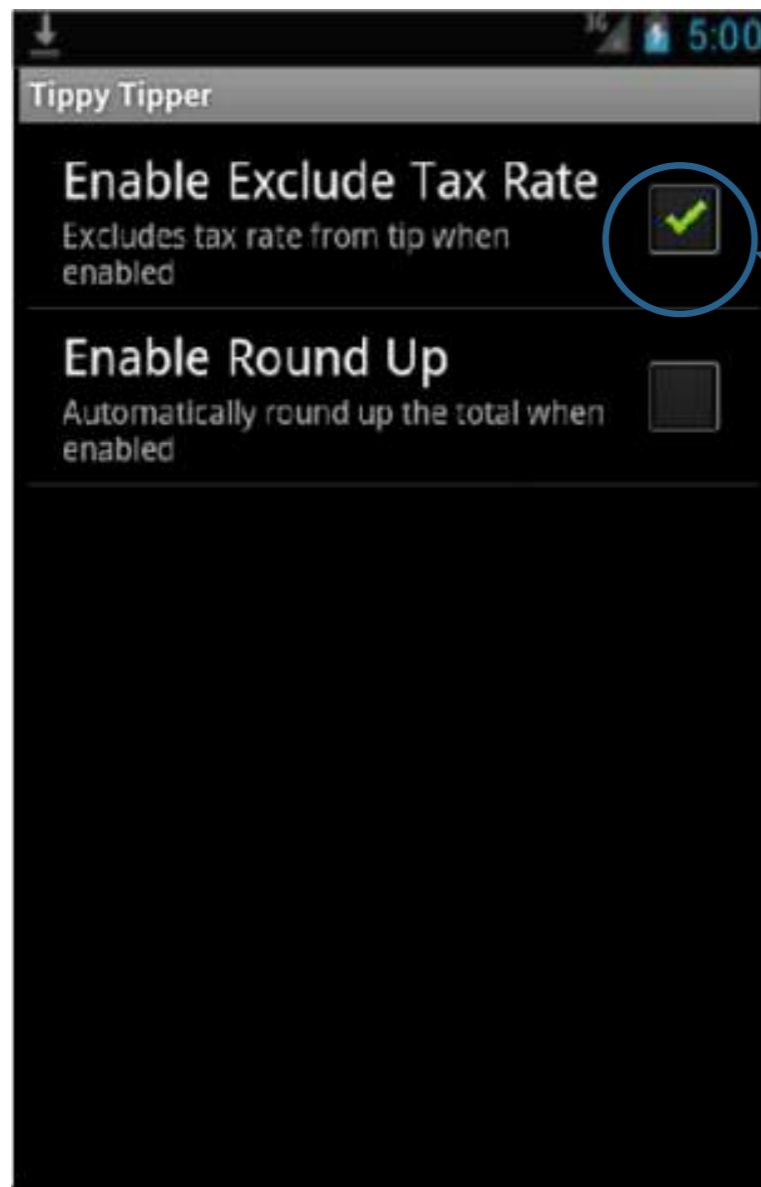 3G 5:00
Tippy Tipper
Enable Exclude Tax Rate
Excludes tax rate from tip when
enabled
Enable Round Up
Automatically round up the total when
enabled